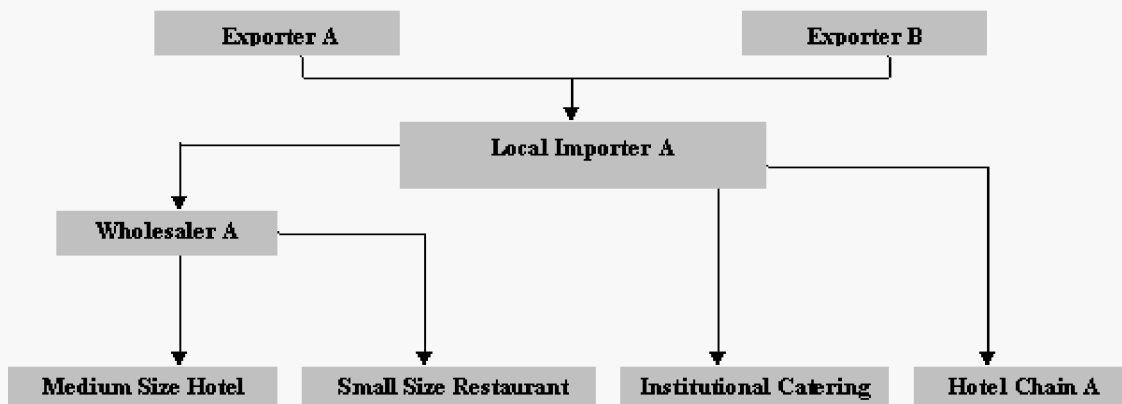 Exporter A
Exporter B
Local Importer A
Wholesaler A
Medium Size Hotel
Small Size Restaurant
Institutional Catering
Hotel Chain A